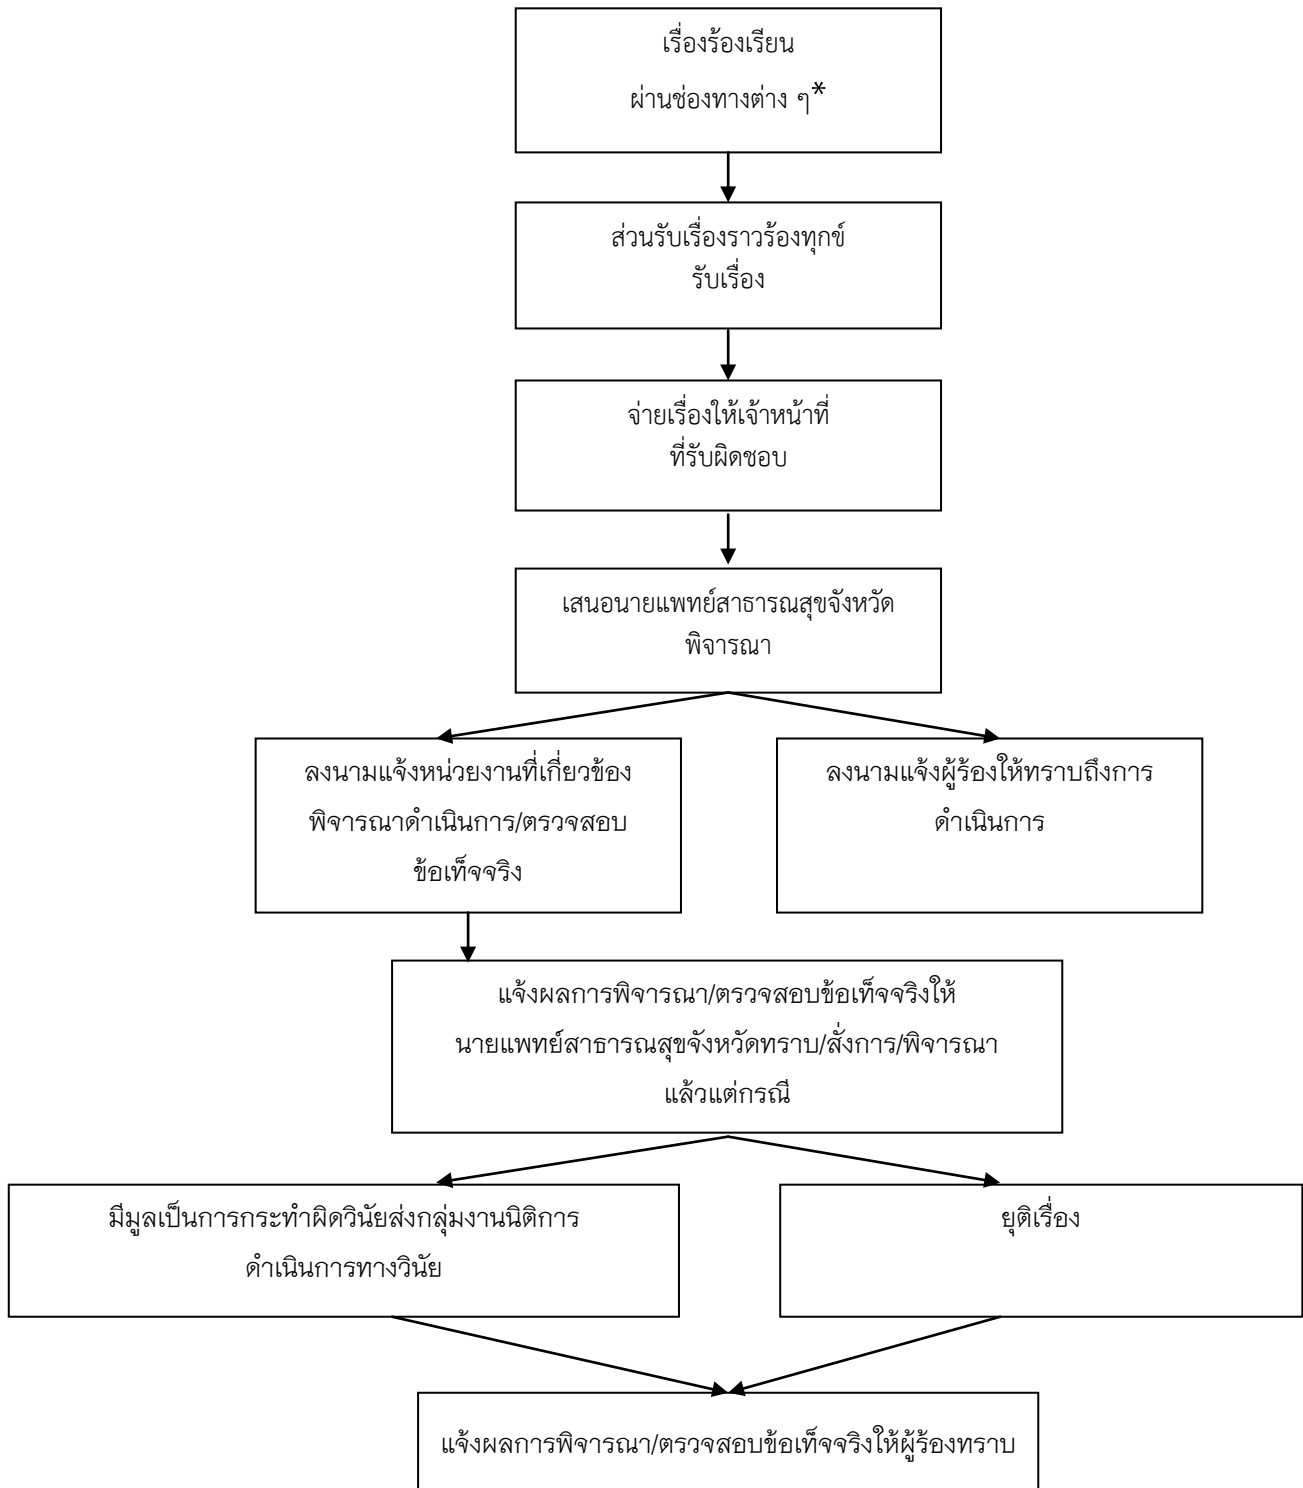 เรื่องร้องเรียน
ผ่านช่องทางต่าง ๆ*
ส่วนรับเรื่องราวร้องทุกข์
รับเรื่อง
จ่ายเรื่องให้เจ้าหน้าที่
ที่รับผิดชอบ
เสนอนายแพทย์สาธารณสุขจังหวัด
พิจารณา
ลงนามแจ้งหน่วยงานที่เกี่ยวข้อง
พิจารณาดำเนินการ/ตรวจสอบ
ข้อเท็จจริง
ลงนามแจ้งผู้ร้องให้ทราบถึงการ
ดำเนินการ
แจ้งผลการพิจารณา/ตรวจสอบข้อเท็จจริงให้
นายแพทย์สาธารณสุขจังหวัดทราบ/สั่งการ/พิจารณา
แล้วแต่กรณี
มีมูลเป็นการกระทำผิดวินัยส่งกลุ่มงานนิติการ
ดำเนินการทางวินัย
ยุติเรื่อง
แจ้งผลการพิจารณา/ตรวจสอบข้อเท็จจริงให้ผู้ร้องทราบ